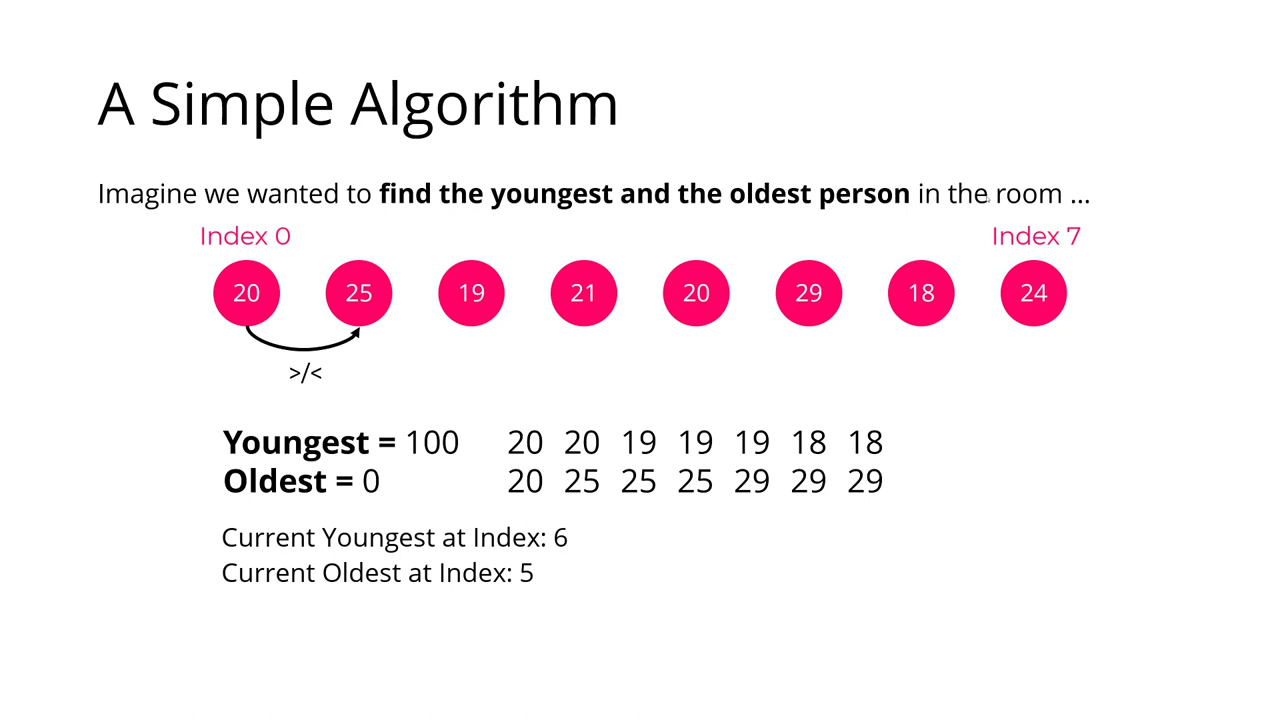 A Simple Algorithm
Imagine we wanted to find the youngest and the oldest person in the room ...
Index 0 Index 7
20 25 19 21 20 29 18 24
>/<
Youngest = 100 20 20 19 19 19 18 18
Oldest = 0 20 25 25 25 29 29 29
Current Youngest at Index: 6
Current Oldest at Index: 5